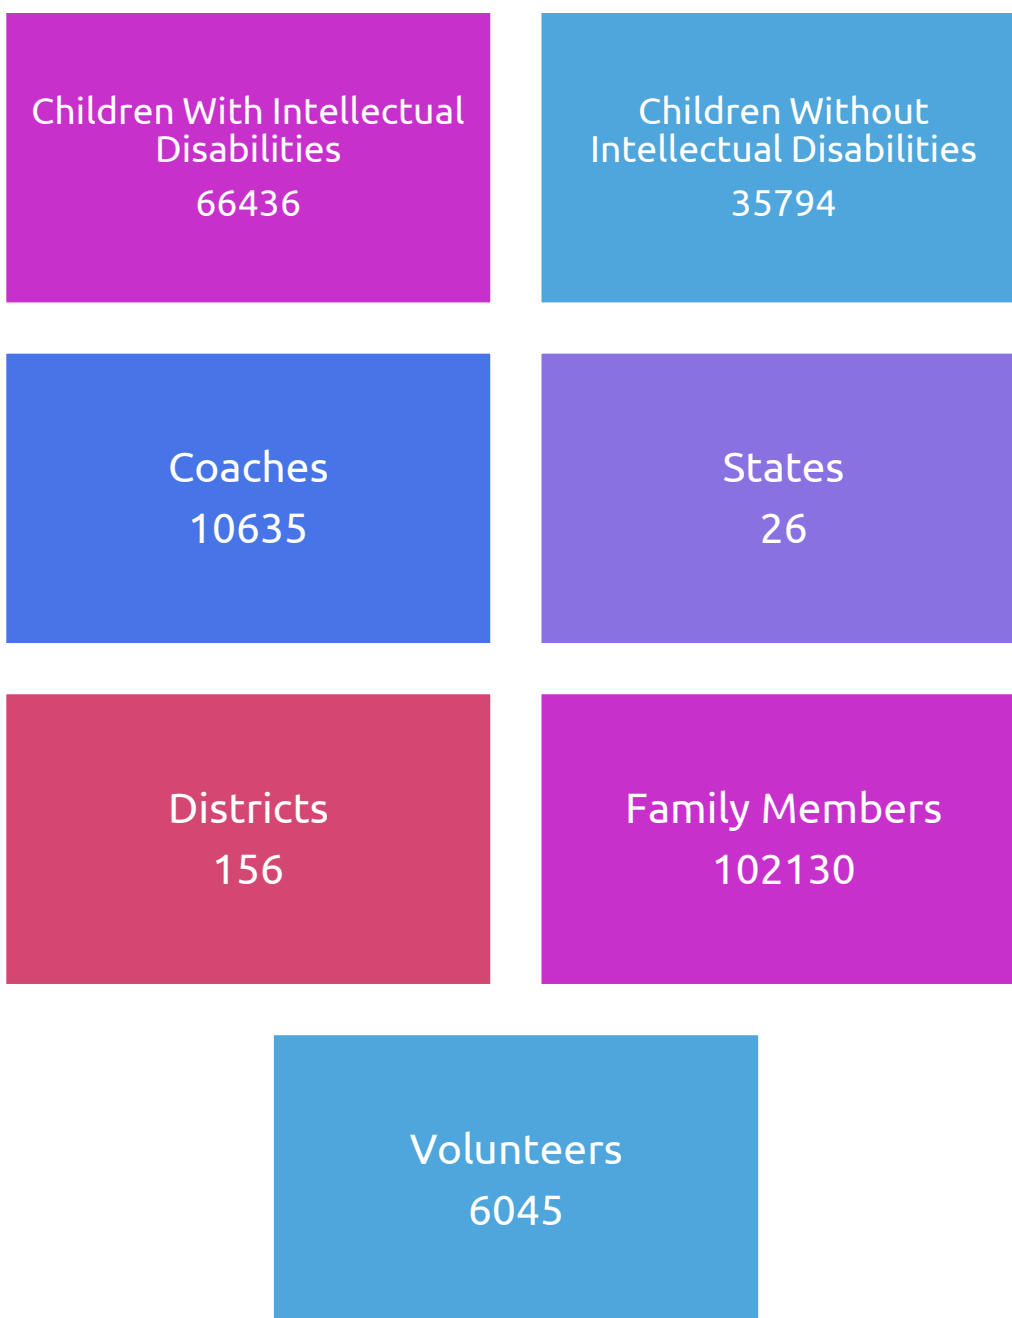 Children With Intellectual
Disabilities
66436
Children Without
Intellectual Disabilities
35794
Coaches
10635
States
26
Districts
156
Family Members
102130
Volunteers
6045